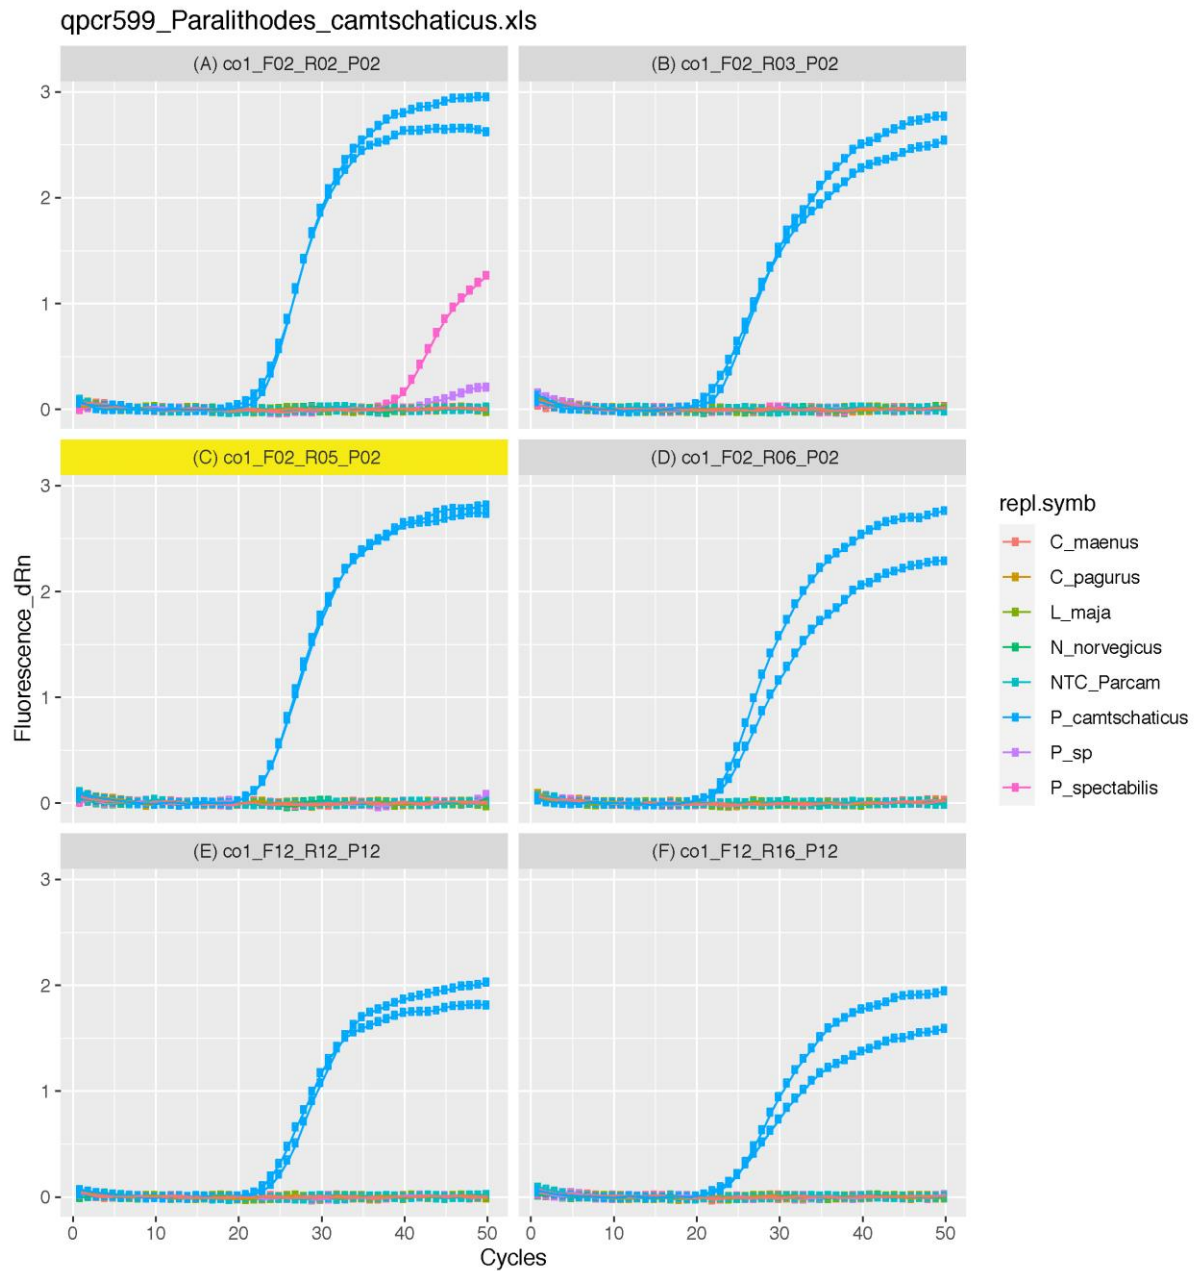 qpcr599_Paralithodes_camtschaticus.xls
(A) co1_F02_R02_P02
(B) co1_F02_R03_P02
3
2
1
0
(C) co1_F02_R05_P02
(D) co1_F02_R06_P02
3
2
1
0
(E) co1_F12_R12_P12
(F) co1_F12_R16_P12
3
2
1
0
0 10 20 30 40 50
0 10 20 30 40 50
Cycles
Fluorescence_dRn
repl.symb
C_maenus
C_pagurus
L_maja
N_norvegicus
NTC_Parcam
P_camtschaticus
P_sp
P_spectabilis